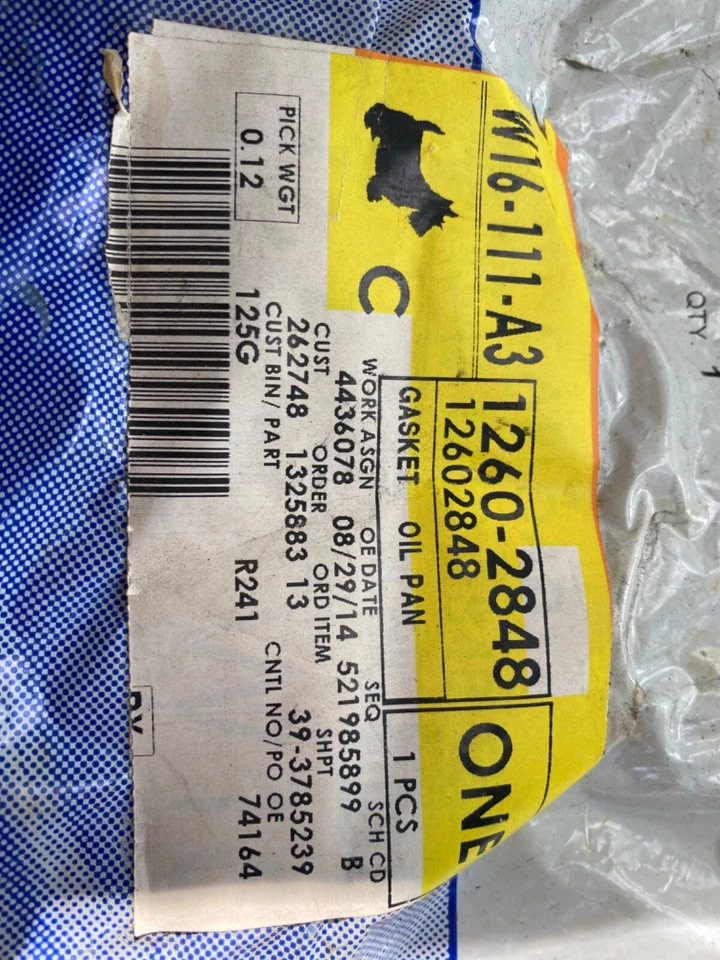 W16-111-A3
1260-2848
ONE
12602848
GASKET OIL PAN
1 PCS
C
WORK ASGN OE DATE SEQ SCH CD
4436078 08/29/14 521985899 B
CUST ORDER ORD ITEM SHPT
262748 1325883 13 39-3785239
CUST BIN/ PART CNTL NO/PO OE
125G R241 74164
PICK WGT
0.12
QTY. 1